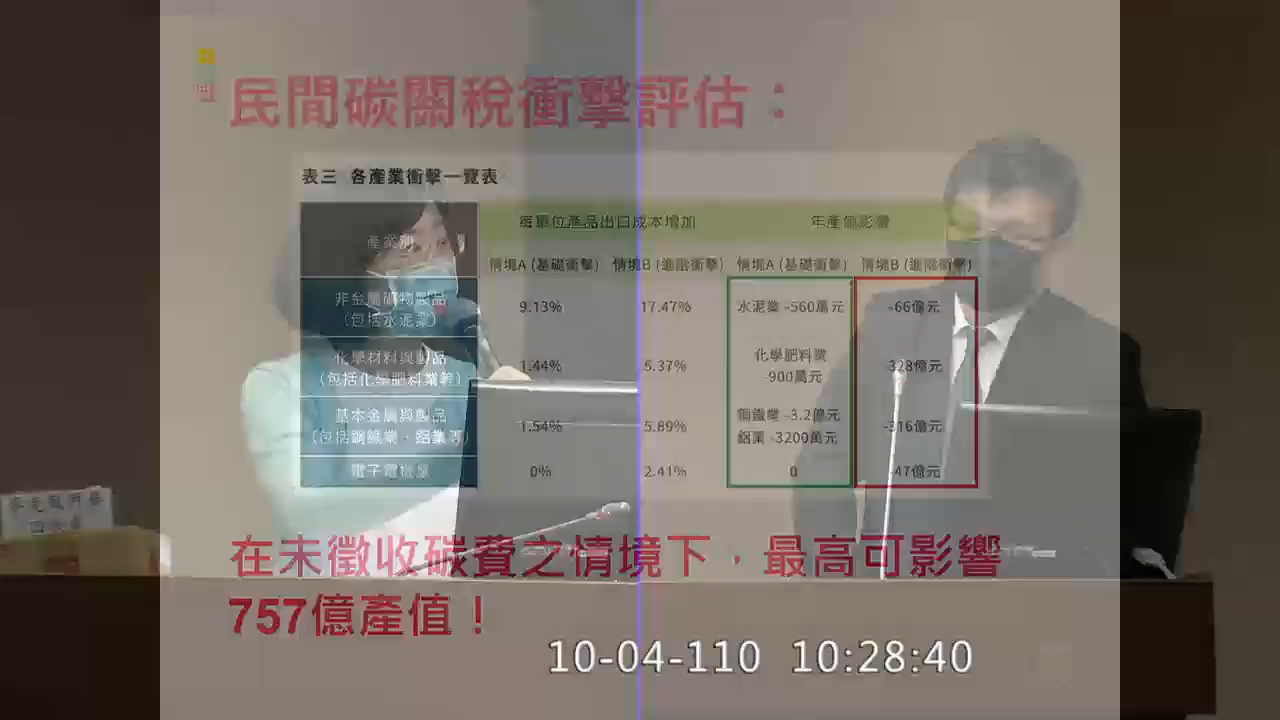 民間碳關稅衝擊評估：
表三 各產業衝擊一覽表
產業別 每單位產品出口成本增加 年產值影響
情境A (基礎衝擊) 情境B (進階衝擊) 情境A (基礎衝擊) 情境B (進階衝擊)
非金屬礦物製品
（包括水泥業） 9.13% 17.47% 水泥業 -560萬元 -66億元
化學材料與製品
（包括化學肥料業等） 1.44% 5.37% 化學肥料業
900萬元 -328億元
基本金屬與製品
（包括鋼鐵業、鋁業等） 1.54% 5.89% 鋼鐵業 -3.2億元
鋁業 -3200萬元 -316億元
電子電機業 0% 2.41% 0 -47億元
在未徵收碳費之情境下，最高可影響
757億產值！
10-04-110 10:28:40